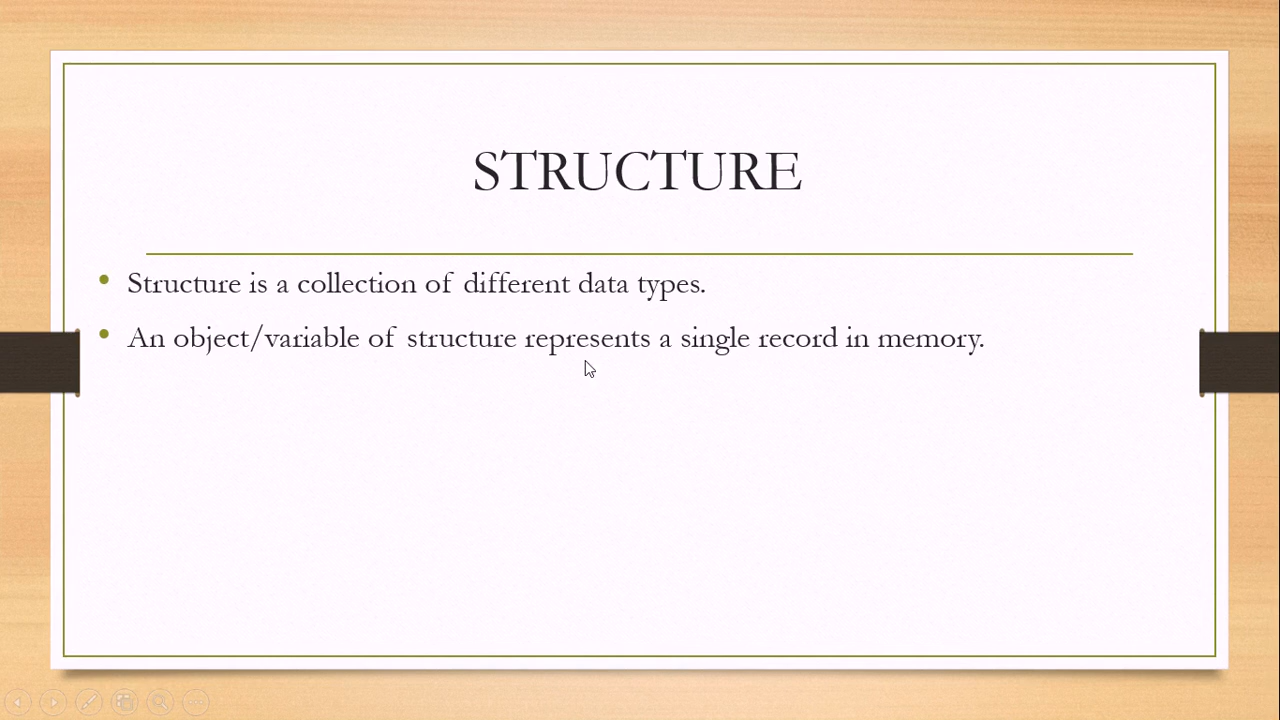 STRUCTURE
Structure is a collection of different data types.
An object/variable of structure represents a single record in memory.